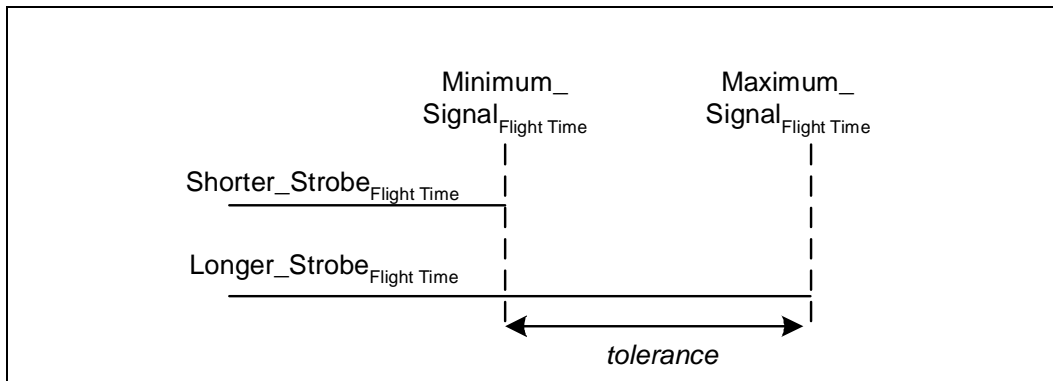 Minimum_
Signal Flight Time
Maximum_
Signal Flight Time
Shorter_Strobe Flight Time
Longer_Strobe Flight Time
tolerance